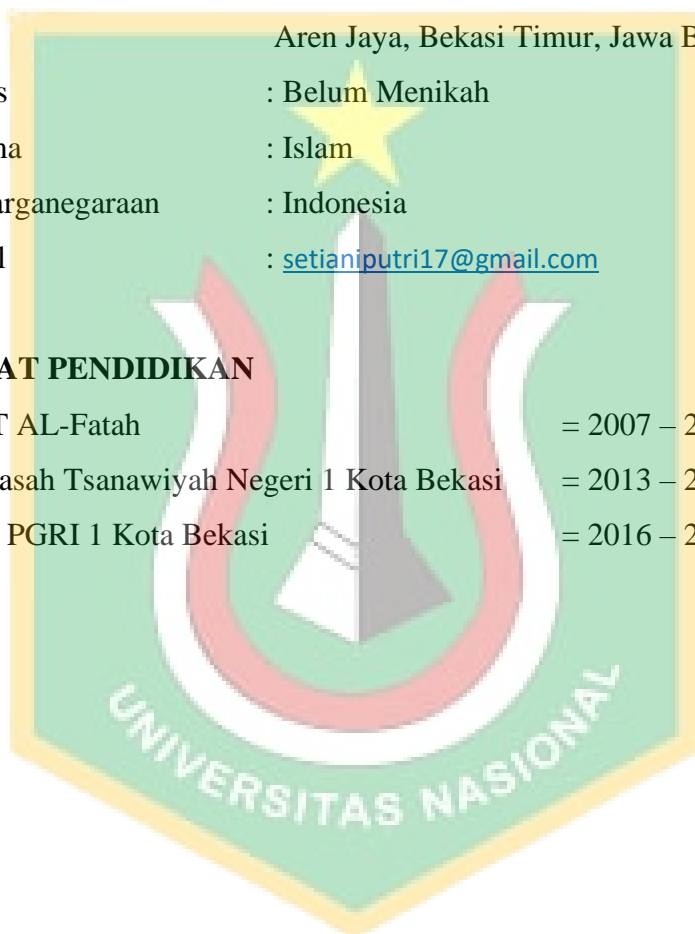 Aren Jaya, Bekasi Timur, Jawa B
s : Belum Menikah
na : Islam
arganegaraan : Indonesia
l : setianiputri17@gmail.com
AT PENDIDIKAN
T AL-Fatah = 2007 – 2
asah Tsanawiyah Negeri 1 Kota Bekasi = 2013 – 2
PGRI 1 Kota Bekasi = 2016 – 2
UNIVERSITAS NASIONAL